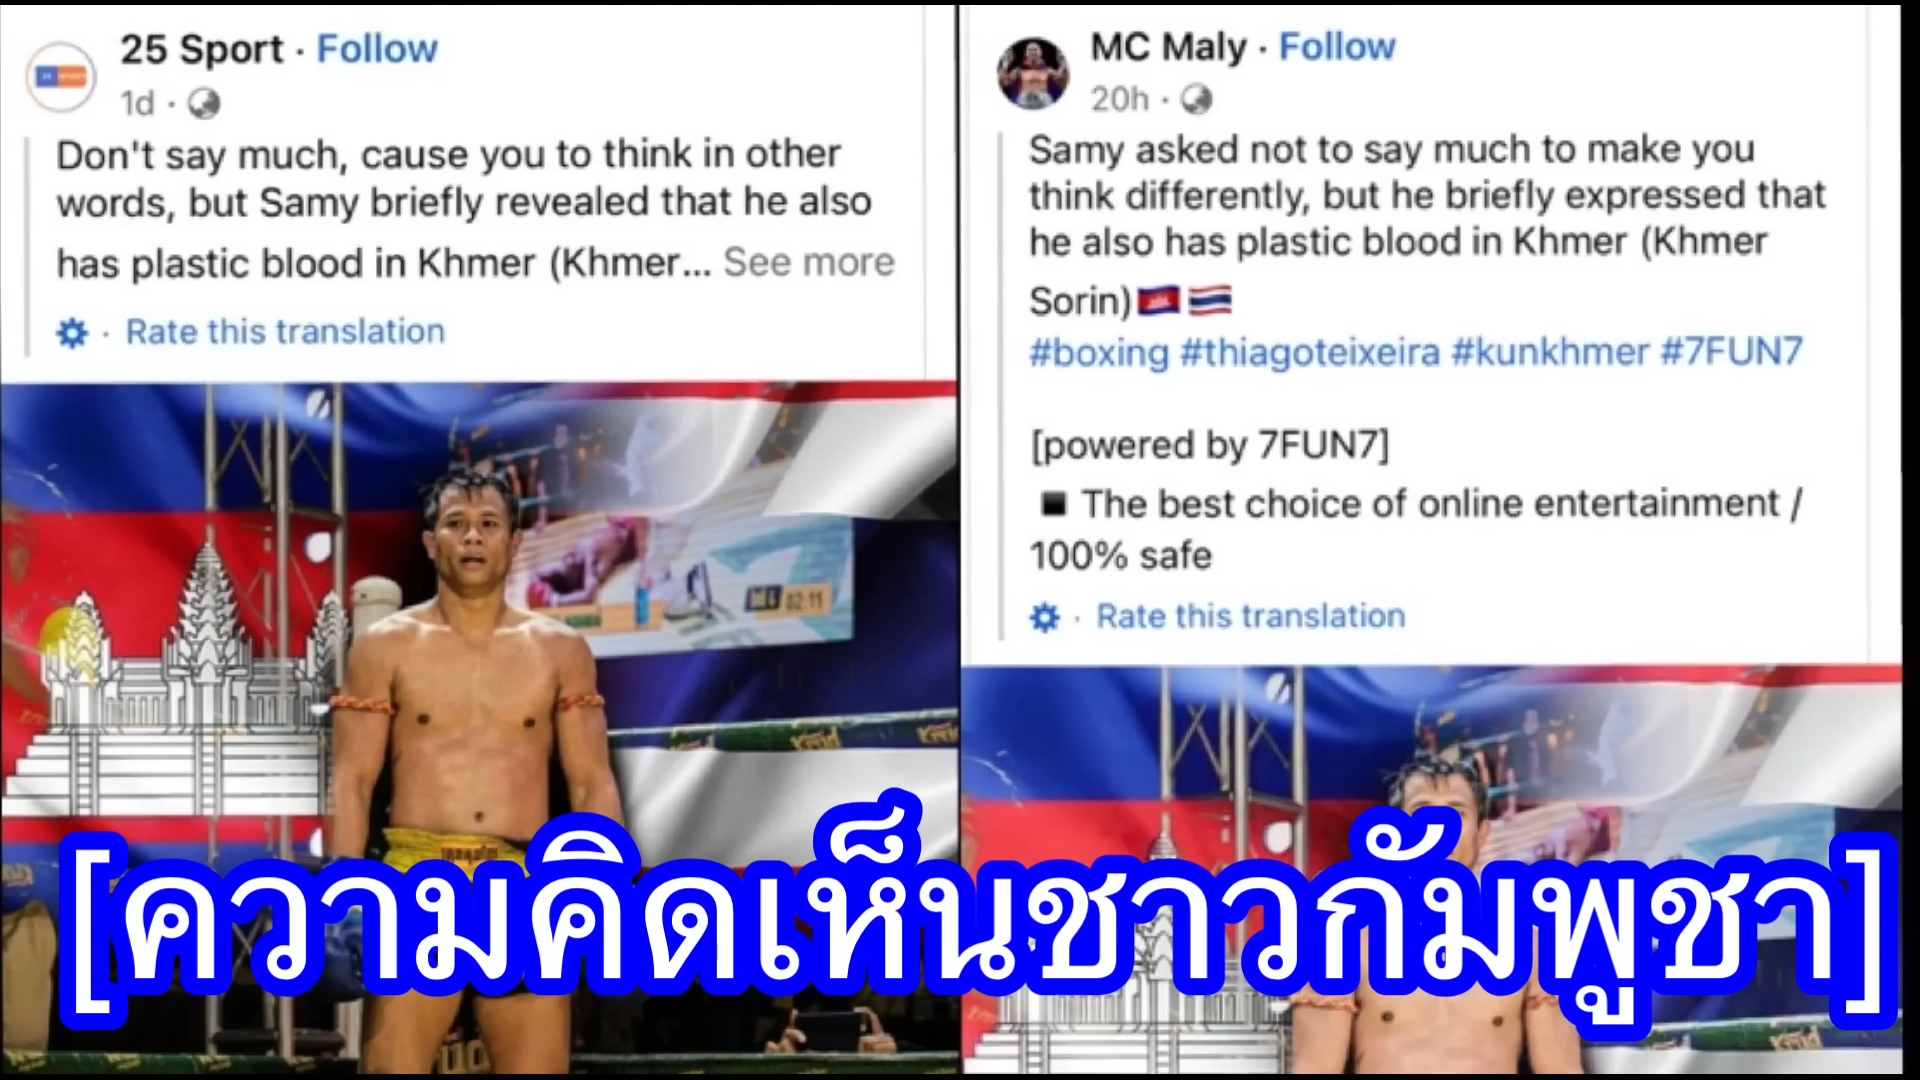 25 Sport · Follow
1d ·
Don't say much, cause you to think in other
words, but Samy briefly revealed that he also
has plastic blood in Khmer (Khmer... See more
· Rate this translation
MC Maly · Follow
20h ·
Samy asked not to say much to make you
think differently, but he briefly expressed that
he also has plastic blood in Khmer (Khmer
Sorin)
#boxing #thiagoteixeira #kunkhmer #7FUN7
[powered by 7FUN7]
The best choice of online entertainment /
100% safe
· Rate this translation
02:11
[ความคิดเห็นชาวกัมพูชา]